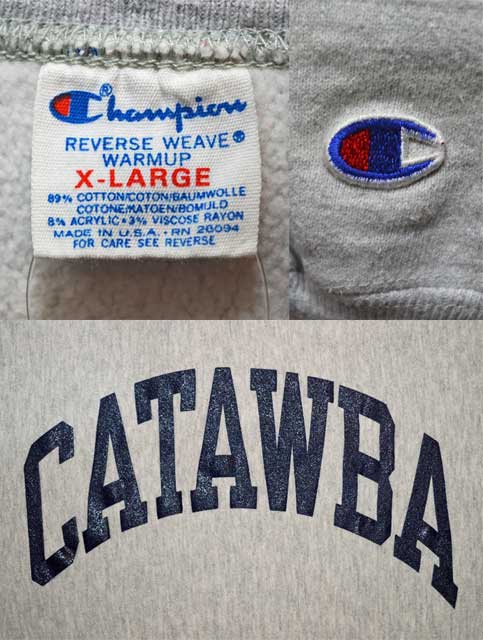 Champion®
REVERSE WEAVE®
WARMUP
X-LARGE
89% COTTON/COTON/BAUMWOLLE
COTONE/KATOEN/BOMULD
8% ACRYLIC • 3% VISCOSE RAYON
MADE IN U.S.A. • RN 26094
FOR CARE SEE REVERSE
CATAWBA